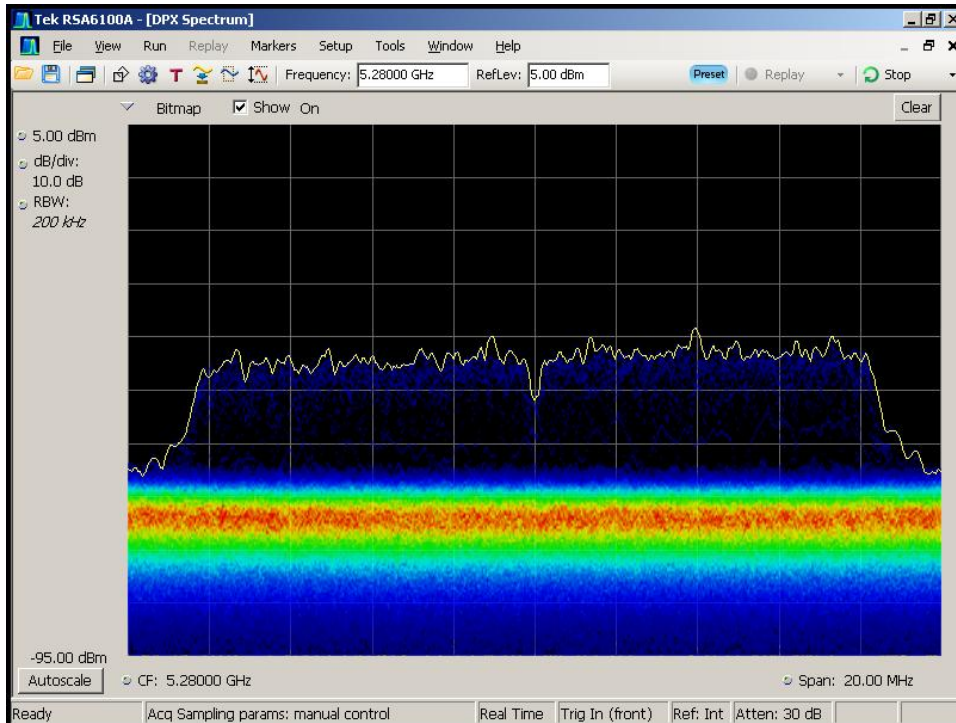 Tek RSA6100A - [DPX Spectrum]
File View Run Replay Markers Setup Tools Window Help
T Frequency: 5.28000 GHz RefLev: 5.00 dBm Preset Replay Stop
Bitmap Show On Clear
5.00 dBm
dB/div:
10.0 dB
RBW:
200 kHz
-95.00 dBm
Autoscale CF: 5.28000 GHz Span: 20.00 MHz
Ready Acq Sampling params: manual control Real Time Trig In (front) Ref: Int Atten: 30 dB